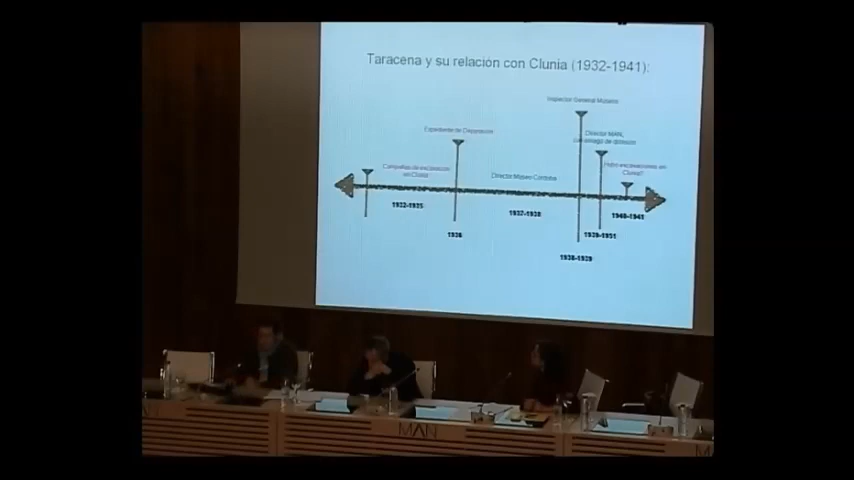 Taracena y su relación con Clunia (1932-1941):
Inspector General Museos
Expediente de Depuración
Director MAN,
Campañas de excavación
en Clunia
Director Museo Córdoba
¿Hubo excavaciones en
Clunia?
1932-1935
1936
1937-1938
1938-1939
1939-1951
1940-1941
MAN